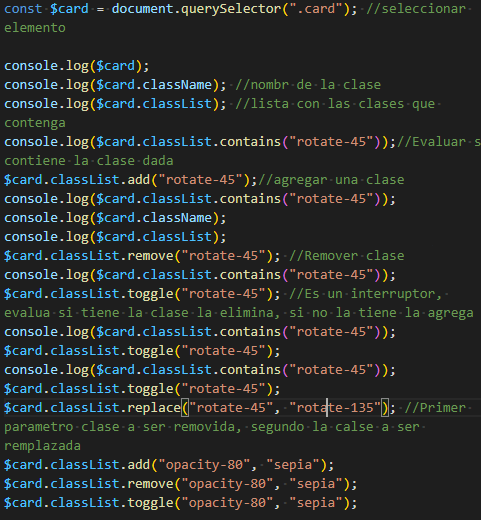 const $card = document.querySelector(".card"); //seleccionar
elemento
console.log($card);
console.log($card.className); //nombr de la clase
console.log($card.classList); //lista con las clases que
contenga
console.log($card.classList.contains("rotate-45"));//Evaluar s
contiene la clase dada
$card.classList.add("rotate-45");//agregar una clase
console.log($card.classList.contains("rotate-45"));
console.log($card.className);
console.log($card.classList);
$card.classList.remove("rotate-45"); //Remover clase
console.log($card.classList.contains("rotate-45"));
$card.classList.toggle("rotate-45"); //Es un interruptor,
evalua si tiene la clase la elimina, si no la tiene la agrega
console.log($card.classList.contains("rotate-45"));
$card.classList.toggle("rotate-45");
console.log($card.classList.contains("rotate-45"));
$card.classList.toggle("rotate-45");
$card.classList.replace("rotate-45", "rotate-135"); //Primer
parametro clase a ser removida, segundo la calse a ser
remplazada
$card.classList.add("opacity-80", "sepia");
$card.classList.remove("opacity-80", "sepia");
$card.classList.toggle("opacity-80", "sepia");